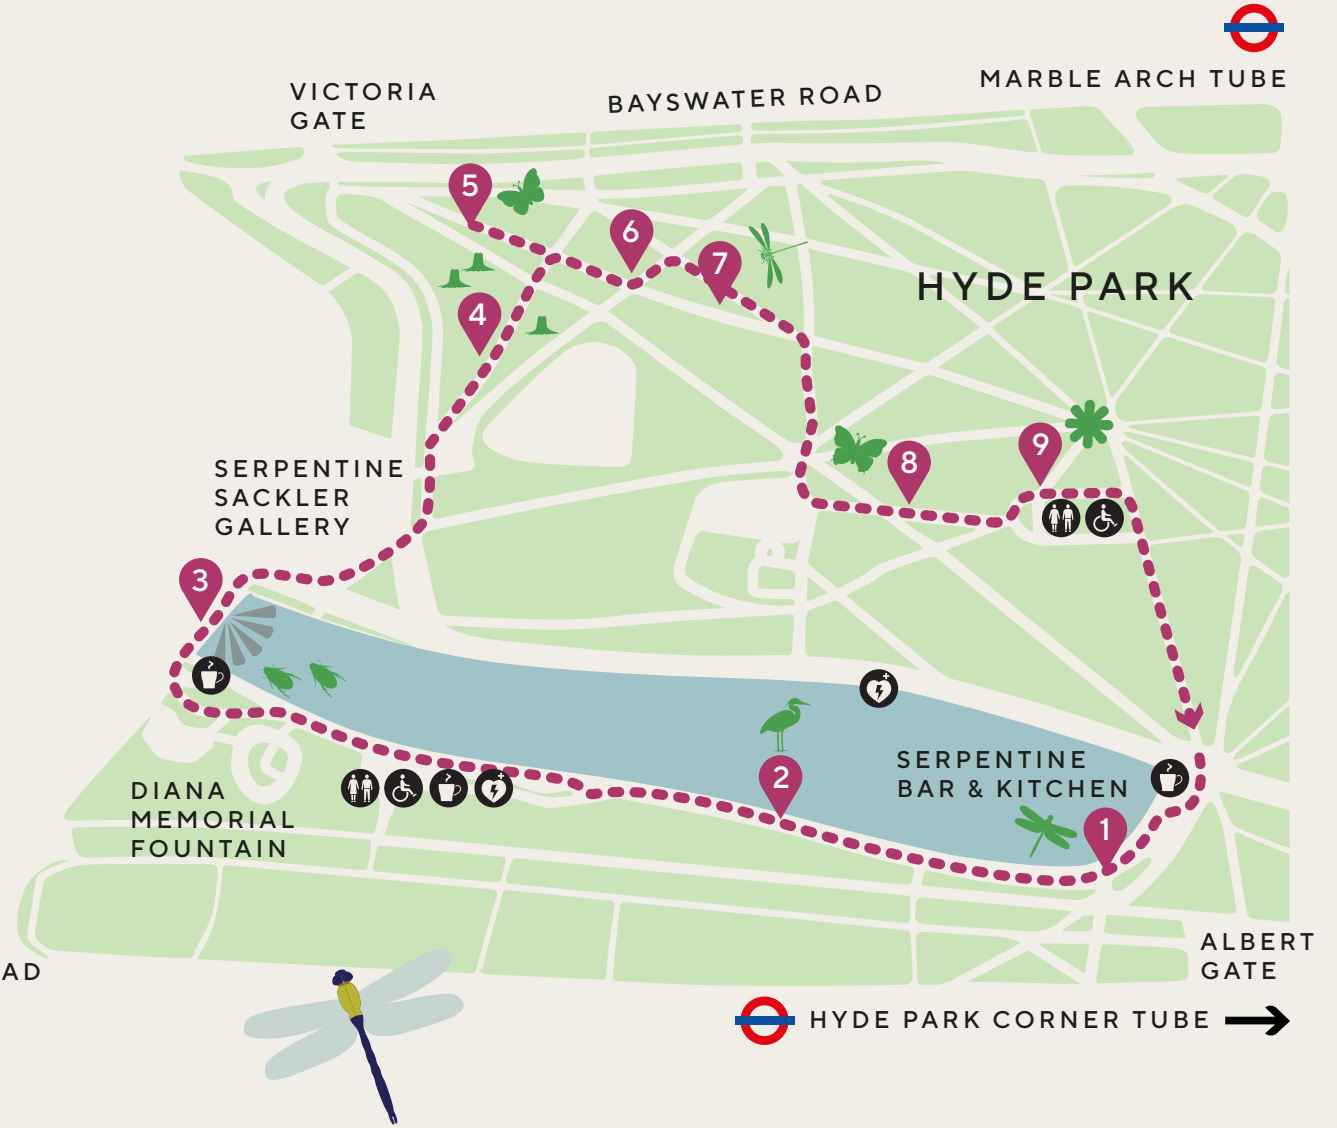 MARBLE ARCH TUBE
VICTORIA
GATE
BAYSWATER ROAD
5
6
7
HYDE PARK
4
9
8
SERPENTINE
SACKLER
GALLERY
3
2
SERPENTINE
BAR & KITCHEN
1
DIANA
MEMORIAL
FOUNTAIN
ALBERT
GATE
AD
HYDE PARK CORNER TUBE